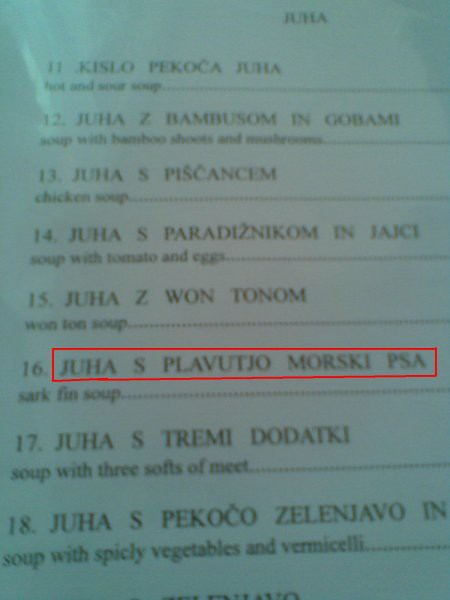 JUHA
11. KISLO PEKOČA JUHA
hot and sour soup
12. JUHA Z BAMBUSOM IN GOBAMI
soup with bamboo shoots and mushrooms
13. JUHA S PIŠČANCEM
chicken soup
14. JUHA S PARADIŽNIKOM IN JAJCI
soup with tomato and eggs
15. JUHA Z WON TONOM
won ton soup
16. JUHA S PLAVUTJO MORSKI PSA
sark fin soup
17. JUHA S TREMI DODATKI
soup with three softs of meet
18. JUHA S PEKOČO ZELENJAVO IN
soup with spicly vegetables and vermicelli
ZELENJAVO